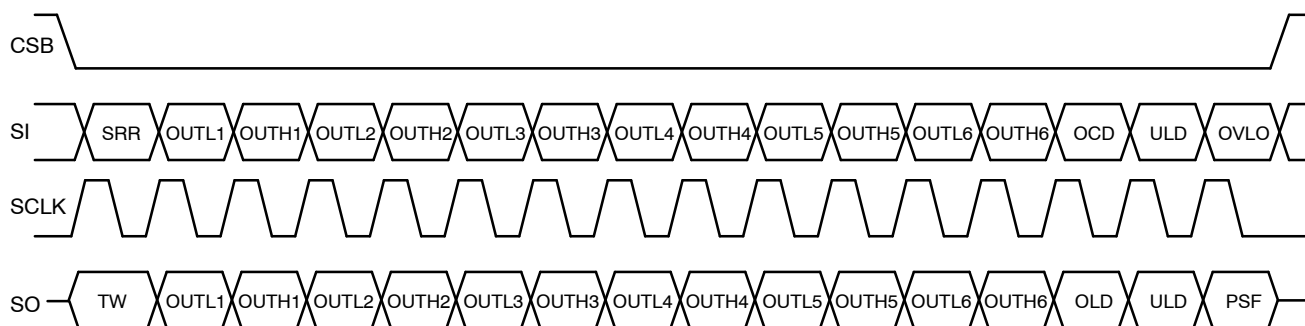 CSB
SI SRR OUTL1 OUTH1 OUTL2 OUTH2 OUTL3 OUTH3 OUTL4 OUTH4 OUTL5 OUTH5 OUTL6 OUTH6 OCD ULD OVLO
SCLK
SO TW OUTL1 OUTH1 OUTL2 OUTH2 OUTL3 OUTH3 OUTL4 OUTH4 OUTL5 OUTH5 OUTL6 OUTH6 OLD ULD PSF